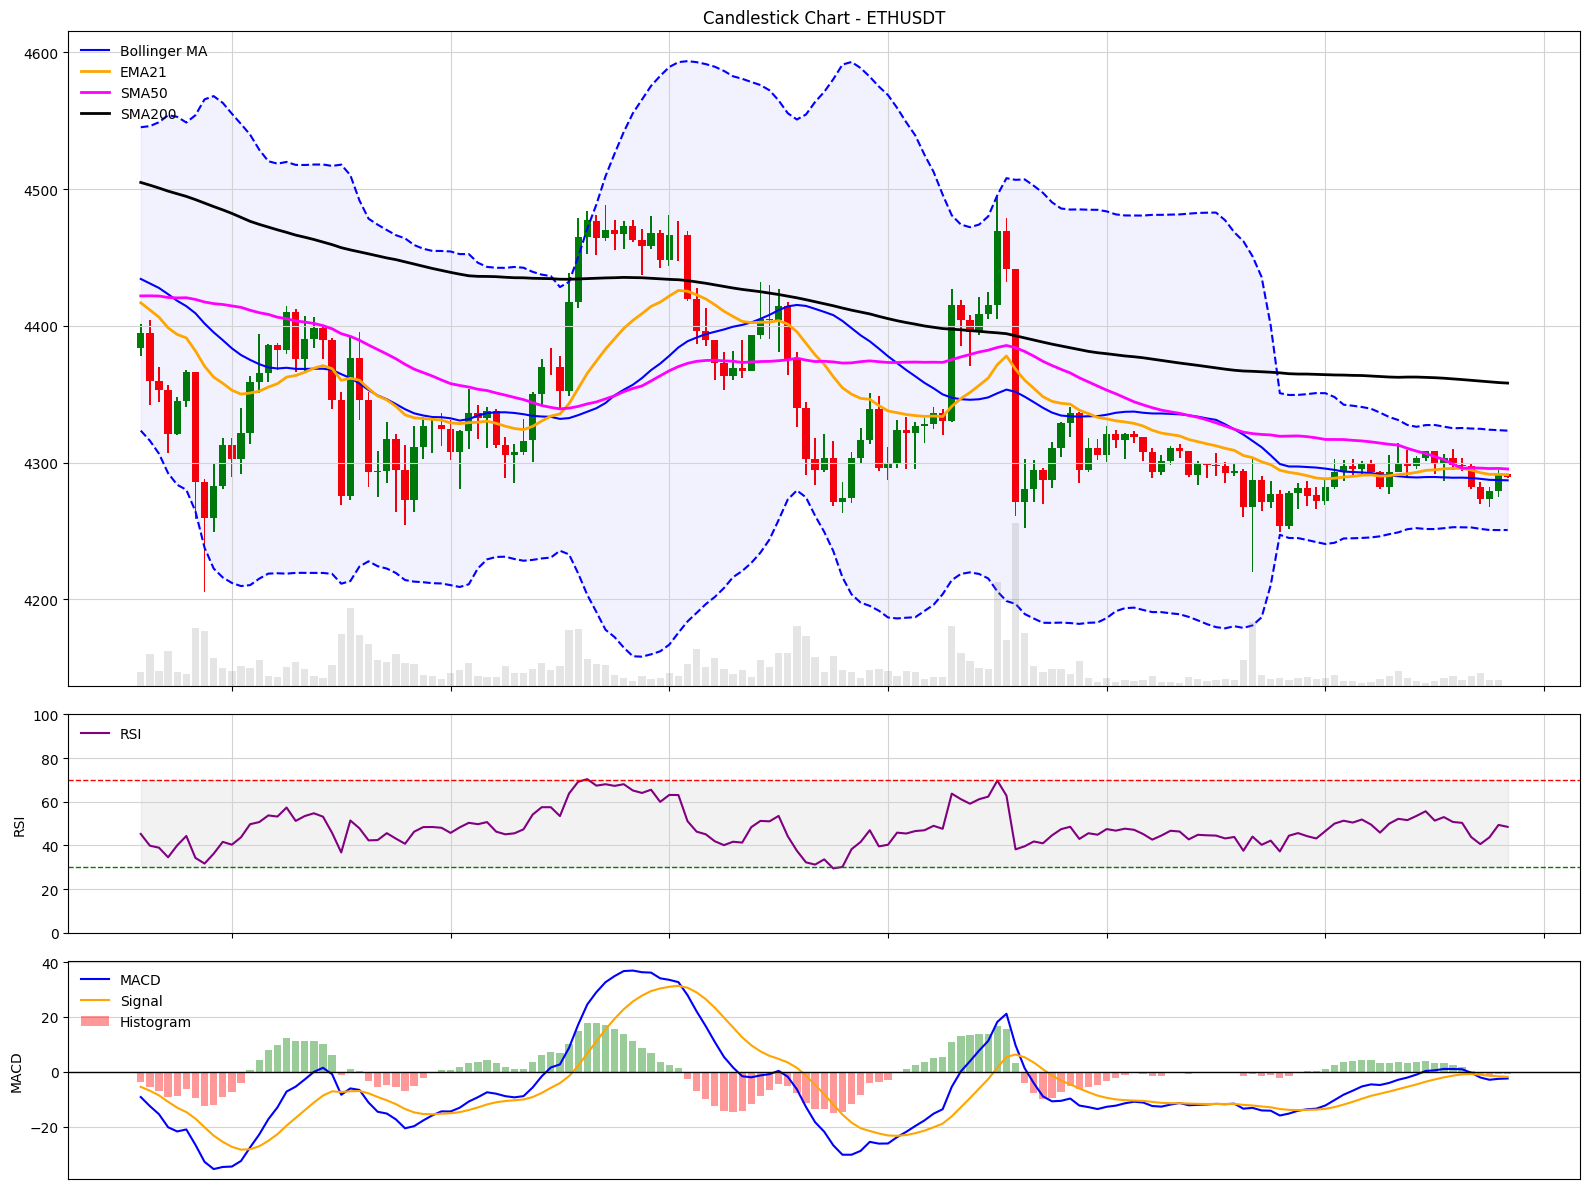 Candlestick Chart - ETHUSDT
Bollinger MA
EMA21
SMA50
SMA200
4600
4500
4400
4300
4200
RSI
RSI
100
80
60
40
20
0
MACD
Signal
Histogram
MACD
40
20
0
−20